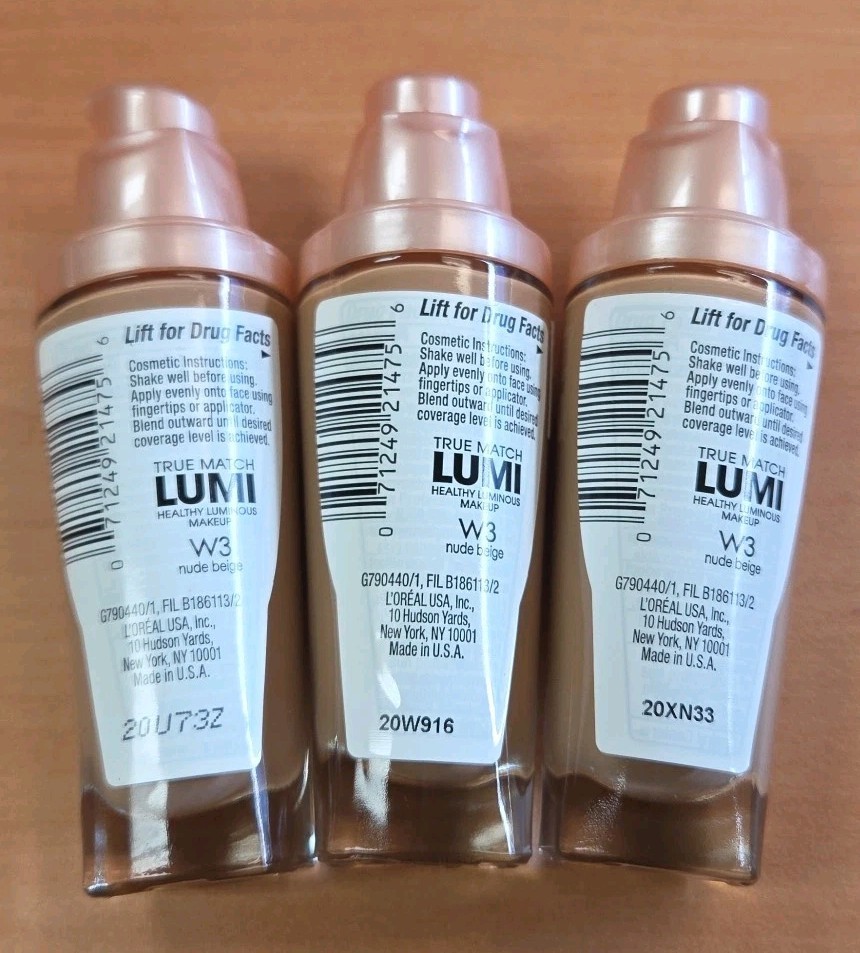 Lift for Drug Facts
Cosmetic Instructions:
Shake well before using.
Apply evenly onto face using
fingertips or applicator.
Blend outward until desired
coverage level is achieved.
0 71249 21475 6
TRUE MATCH
LUMI
HEALTHY LUMINOUS
MAKEUP
W3
nude beige
G790440/1, FIL B186113/2
L'ORÉAL USA, Inc.,
10 Hudson Yards,
New York, NY 10001
Made in U.S.A.
20U73Z
Lift for Drug Facts
Cosmetic Instructions:
Shake well before using.
Apply evenly onto face using
fingertips or applicator.
Blend outward until desired
coverage level is achieved.
0 71249 21475 6
TRUE MATCH
LUMI
HEALTHY LUMINOUS
MAKEUP
W3
nude beige
G790440/1, FIL B186113/2
L'ORÉAL USA, Inc.,
10 Hudson Yards,
New York, NY 10001
Made in U.S.A.
20W916
Lift for Drug Facts
Cosmetic Instructions:
Shake well before using.
Apply evenly onto face using
fingertips or applicator.
Blend outward until desired
coverage level is achieved.
0 71249 21475 6
TRUE MATCH
LUMI
HEALTHY LUMINOUS
MAKEUP
W3
nude beige
G790440/1, FIL B186113/2
L'ORÉAL USA, Inc.,
10 Hudson Yards,
New York, NY 10001
Made in U.S.A.
20XN33